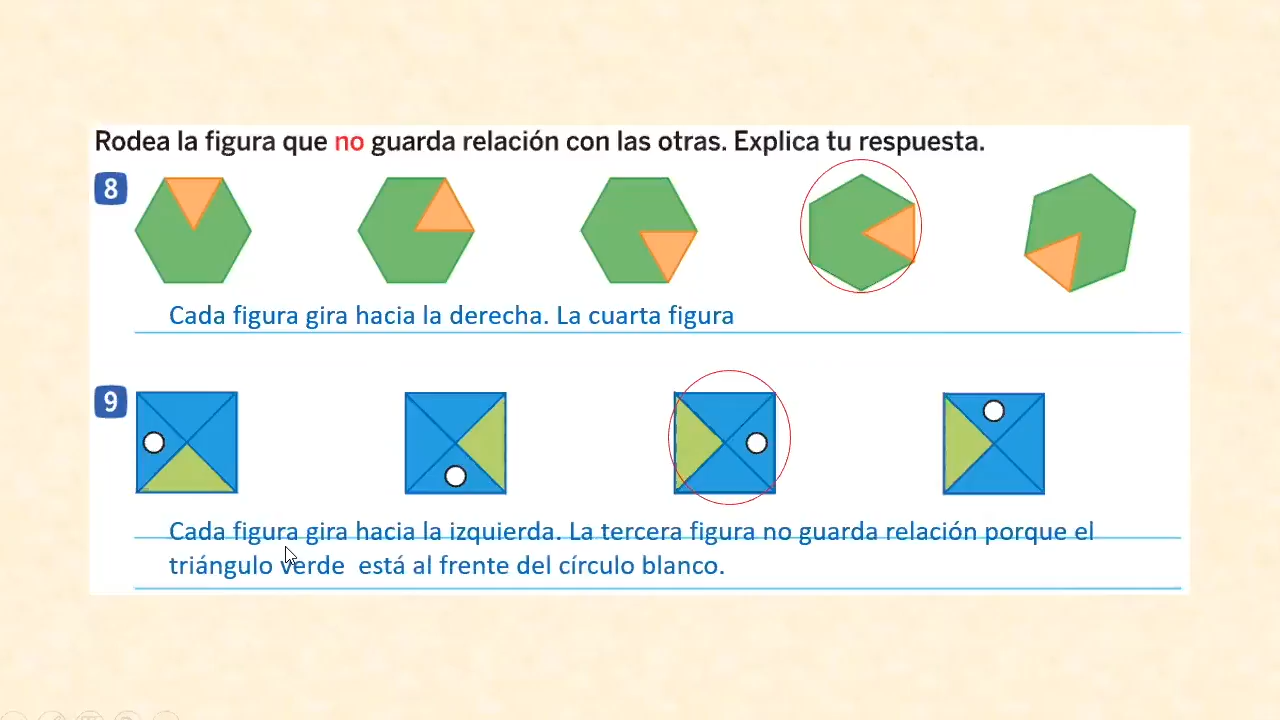 Rodea la figura que no guarda relación con las otras. Explica tu respuesta.
8
Cada figura gira hacia la derecha. La cuarta figura
9
Cada figura gira hacia la izquierda. La tercera figura no guarda relación porque el
triángulo verde está al frente del círculo blanco.